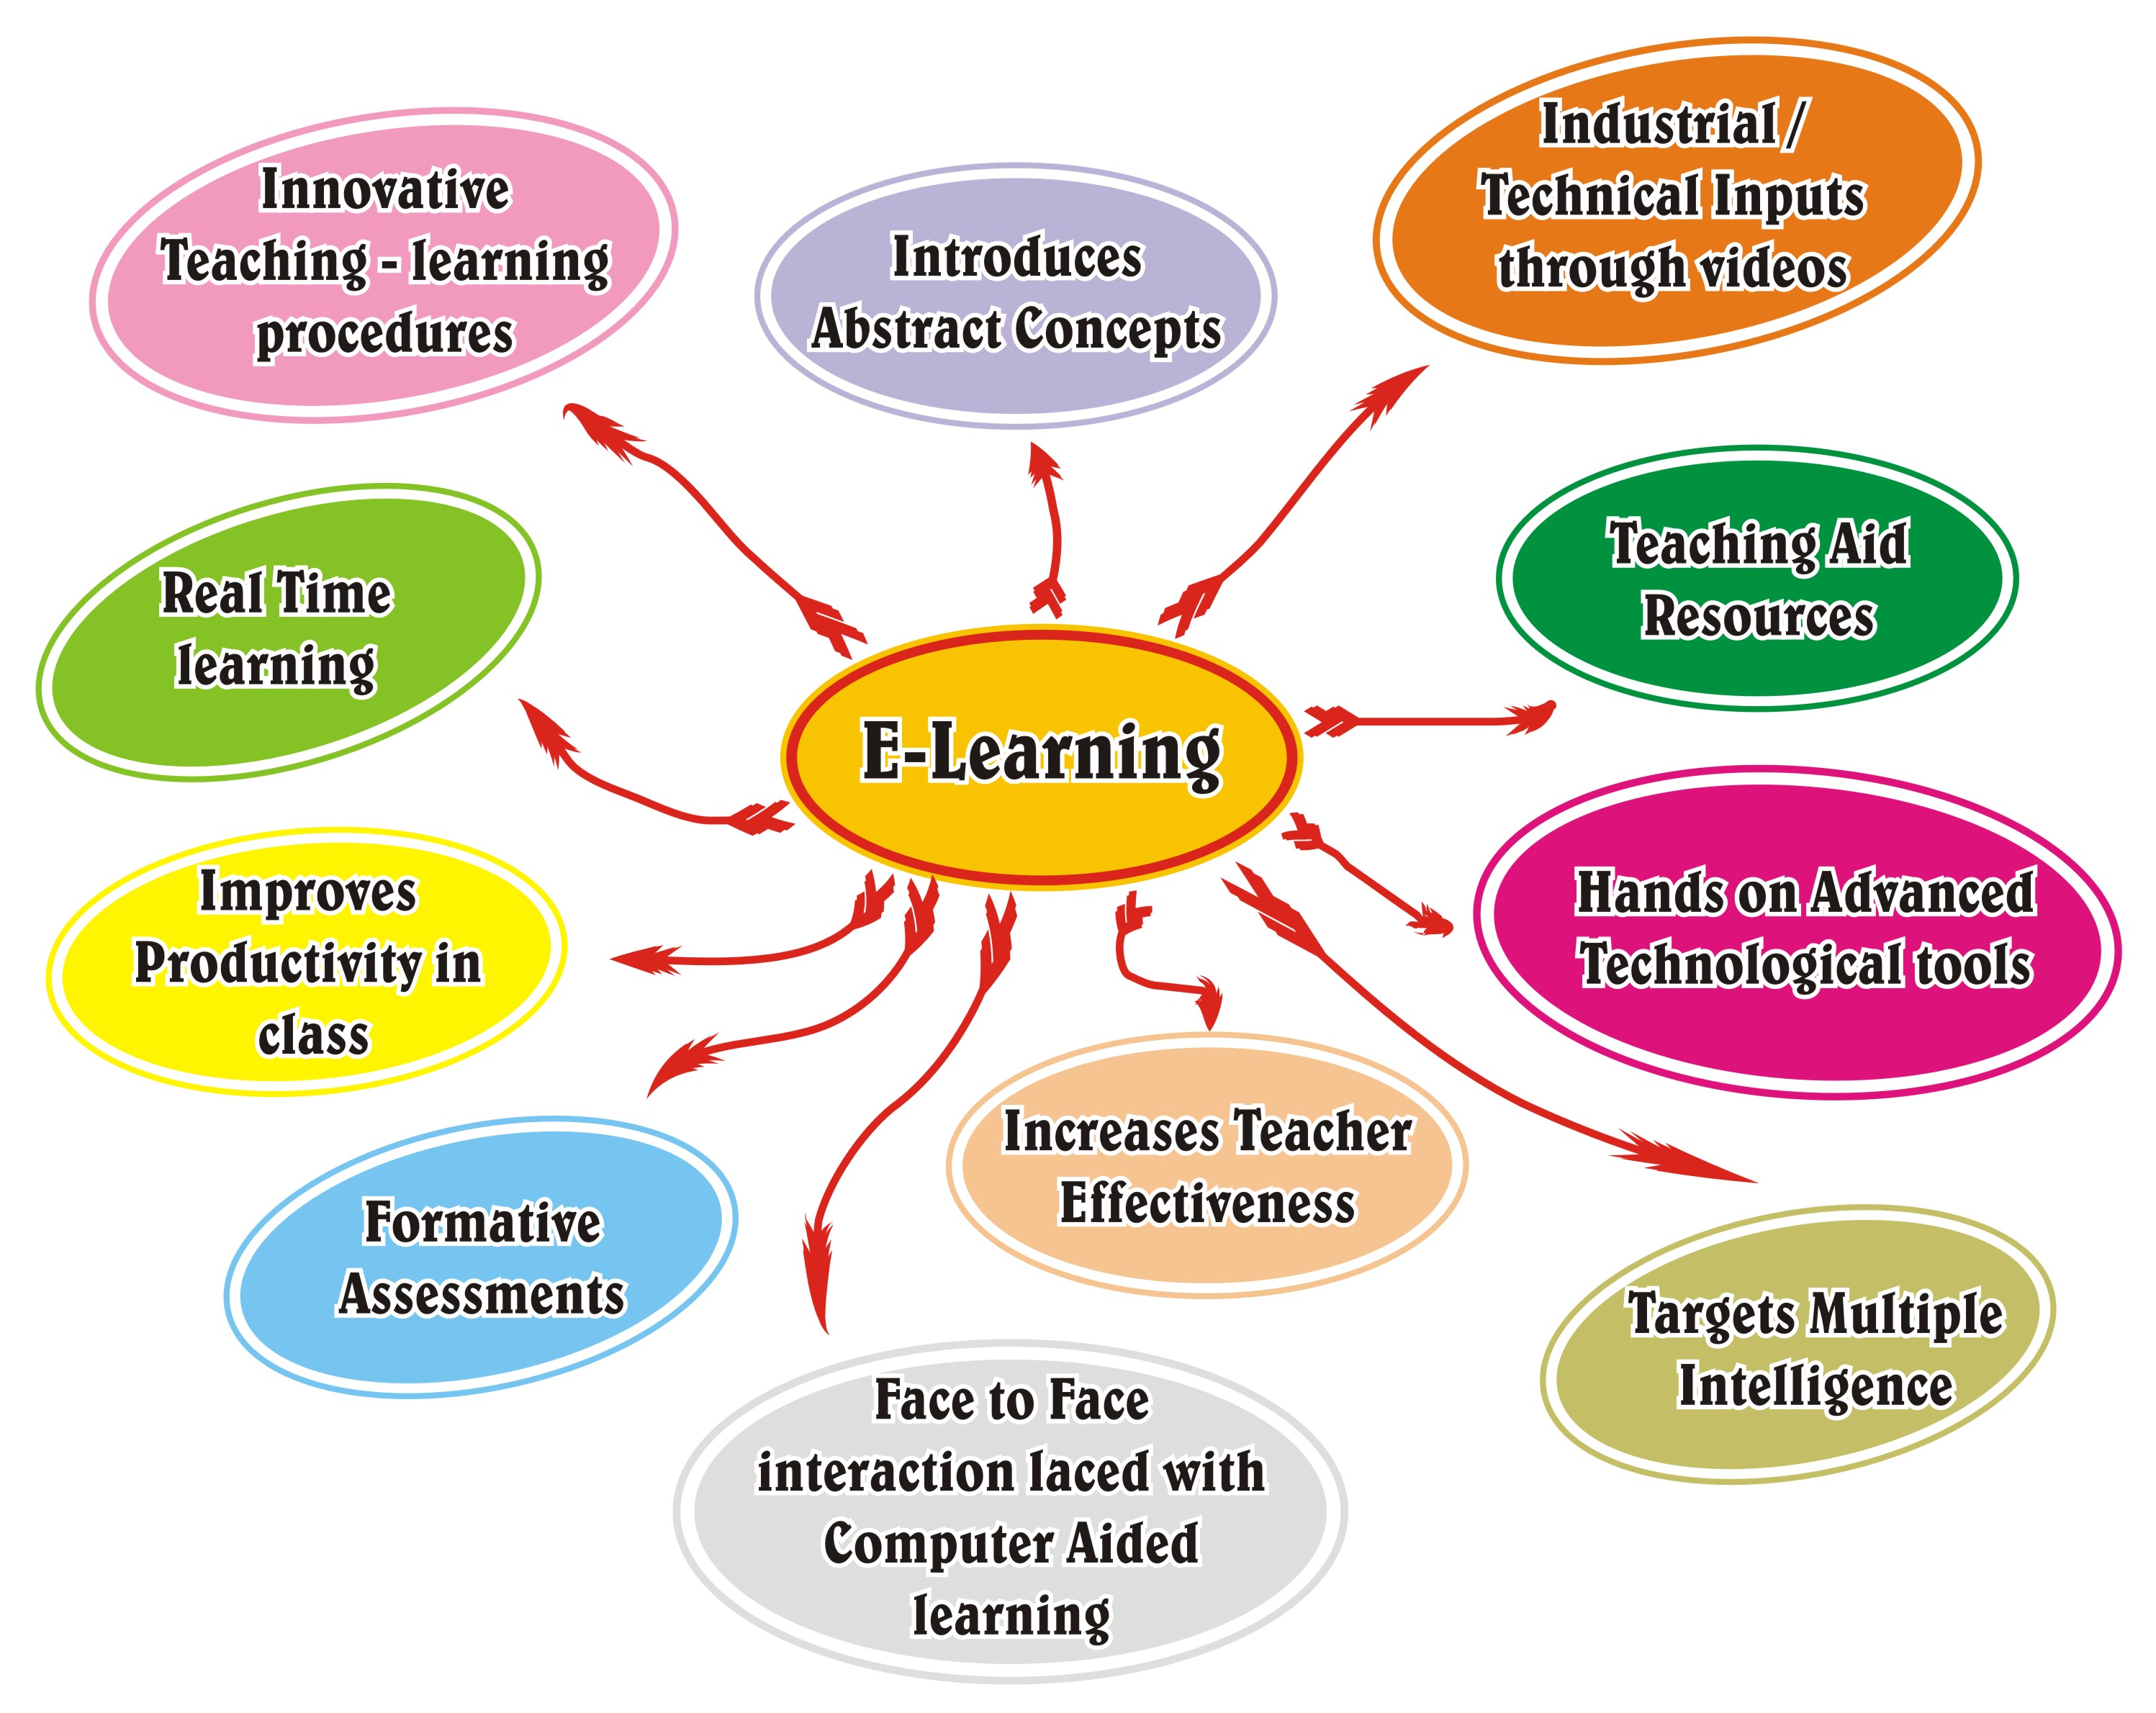 Innovative
Teaching - learning
procedures
Introduces
Abstract Concepts
Industrial /
Technical Inputs
through videos
Real Time
learning
Teaching Aid
Resources
E-Learning
Improves
Productivity in
class
Hands on Advanced
Technological tools
Formative
Assessments
Increases Teacher
Effectiveness
Targets Multiple
Intelligence
Face to Face
interaction laced with
Computer Aided
learning